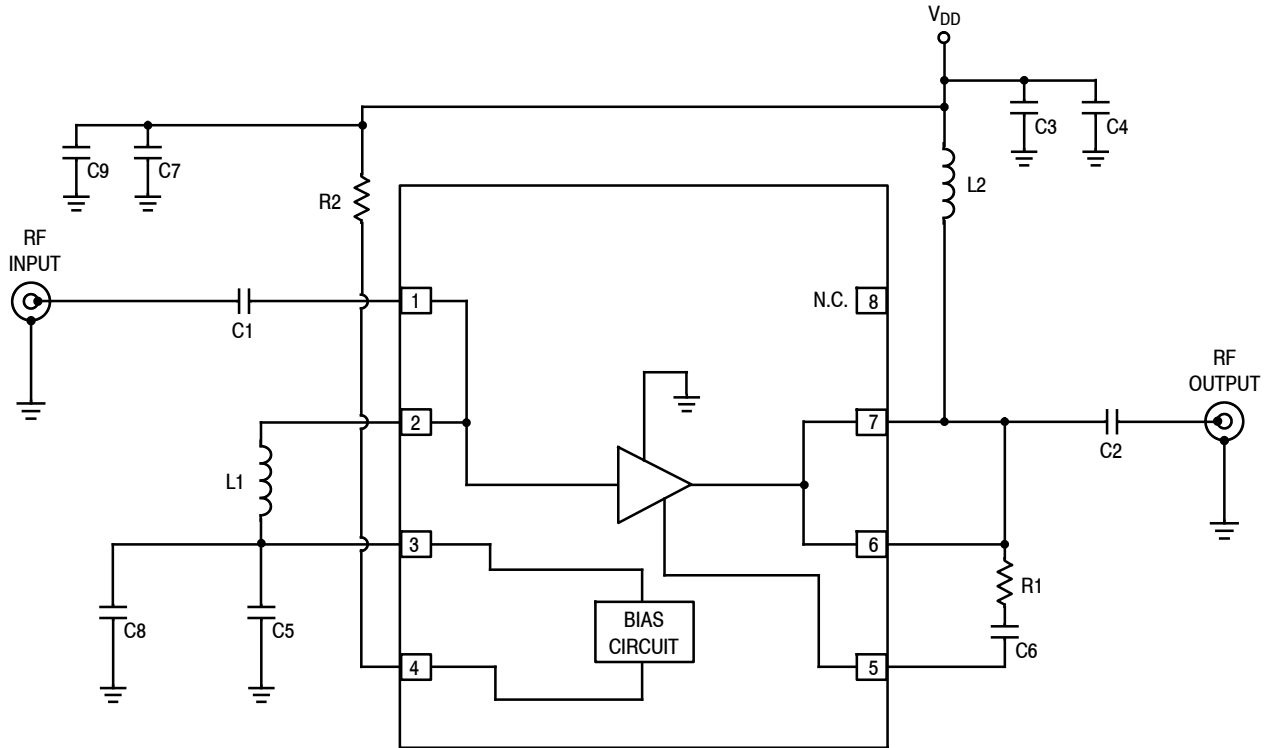 VDD
C3
C4
C9
C7
R2
L2
RF
INPUT
1
N.C.
8
C1
RF
OUTPUT
2
7
C2
L1
3
6
R1
C8
C5
BIAS
CIRCUIT
C6
4
5